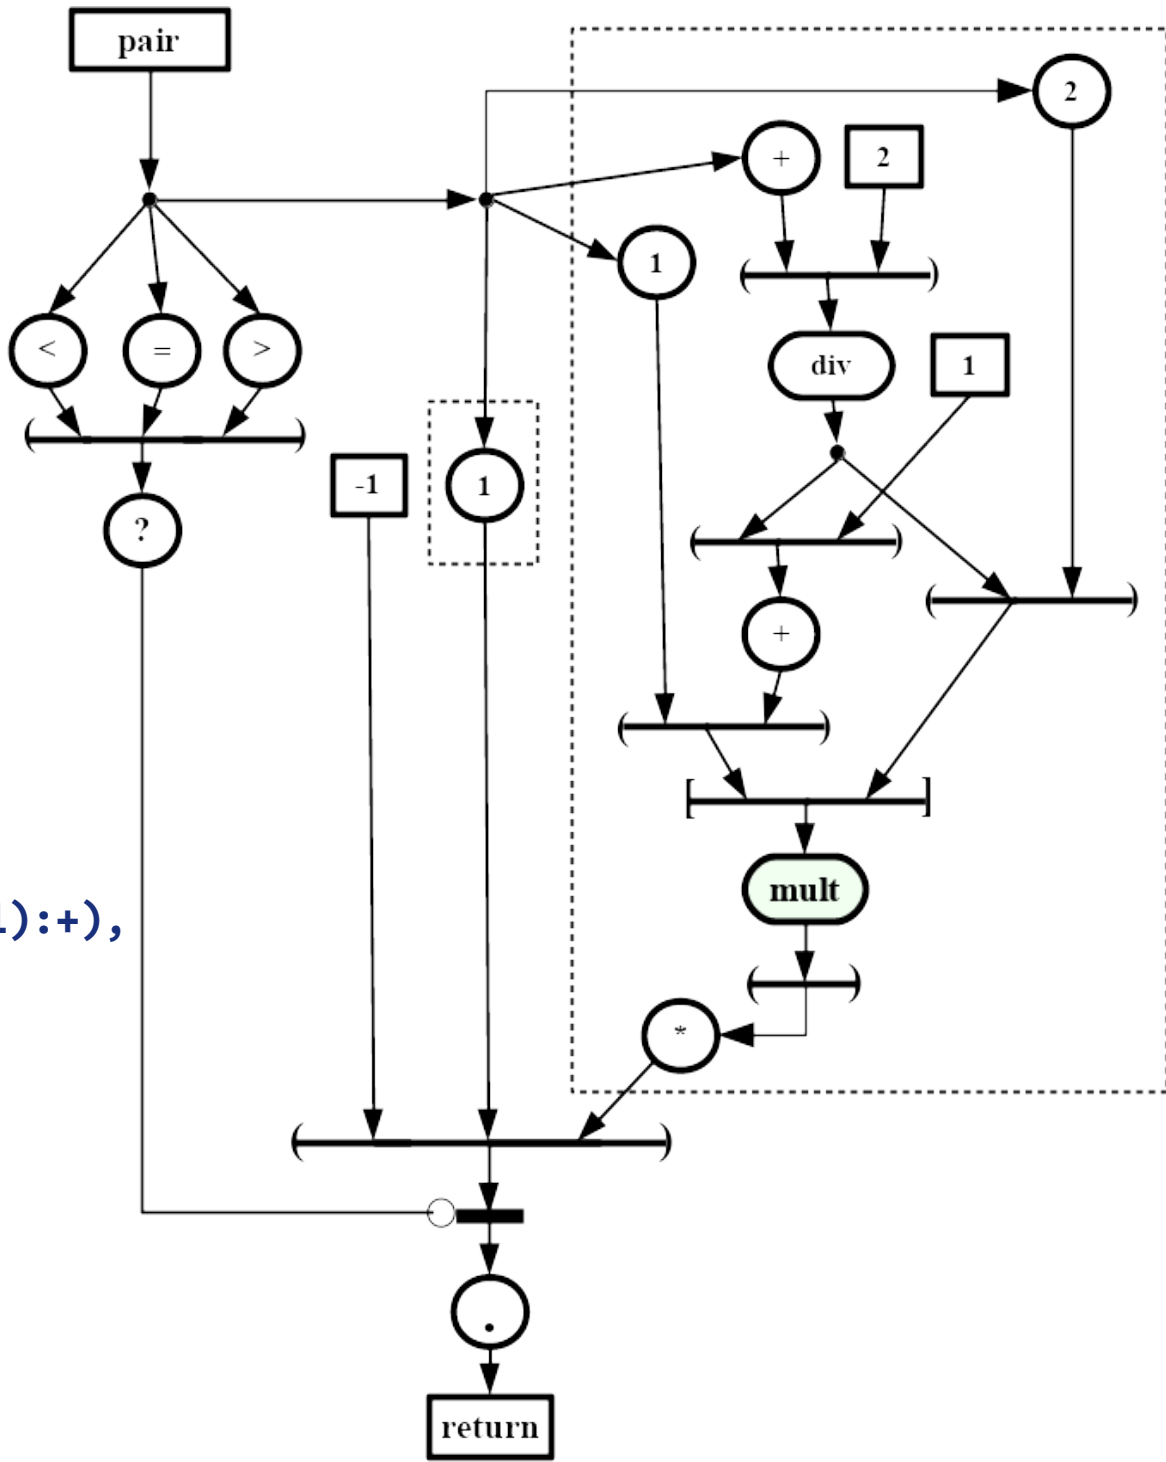 pair
2
+ 2
1
div 1
< = >
-1 1
?
+
mult
1):+),
*
.
return